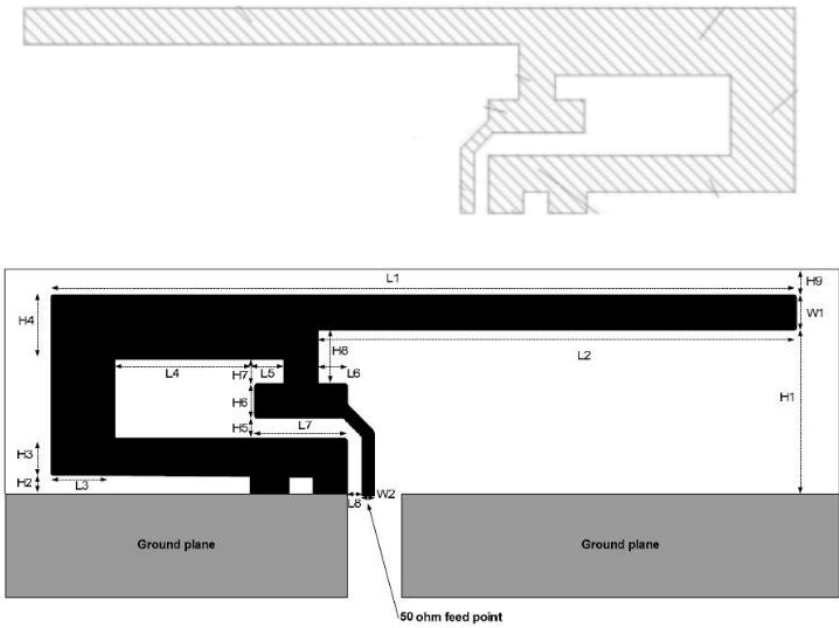 L1
H9
H4
W1
H8
L2
L4
H7
L5
L6
H6
H1
H5
L7
H3
H2
L3
L8
W2
Ground plane
Ground plane
50 ohm feed point